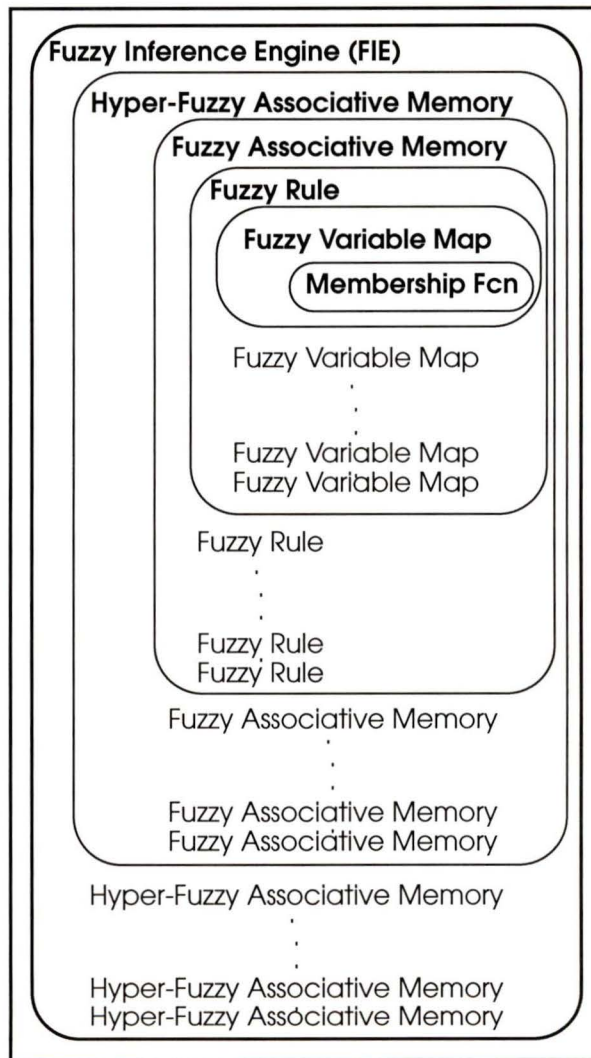 Fuzzy Inference Engine (FIE)
Hyper-Fuzzy Associative Memory
Fuzzy Associative Memory
Fuzzy Rule
Fuzzy Variable Map
Membership Fcn
Fuzzy Variable Map
Fuzzy Variable Map
Fuzzy Variable Map
Fuzzy Rule
Fuzzy Rule
Fuzzy Rule
Fuzzy Associative Memory
Fuzzy Associative Memory
Fuzzy Associative Memory
Hyper-Fuzzy Associative Memory
Hyper-Fuzzy Associative Memory
Hyper-Fuzzy Associative Memory